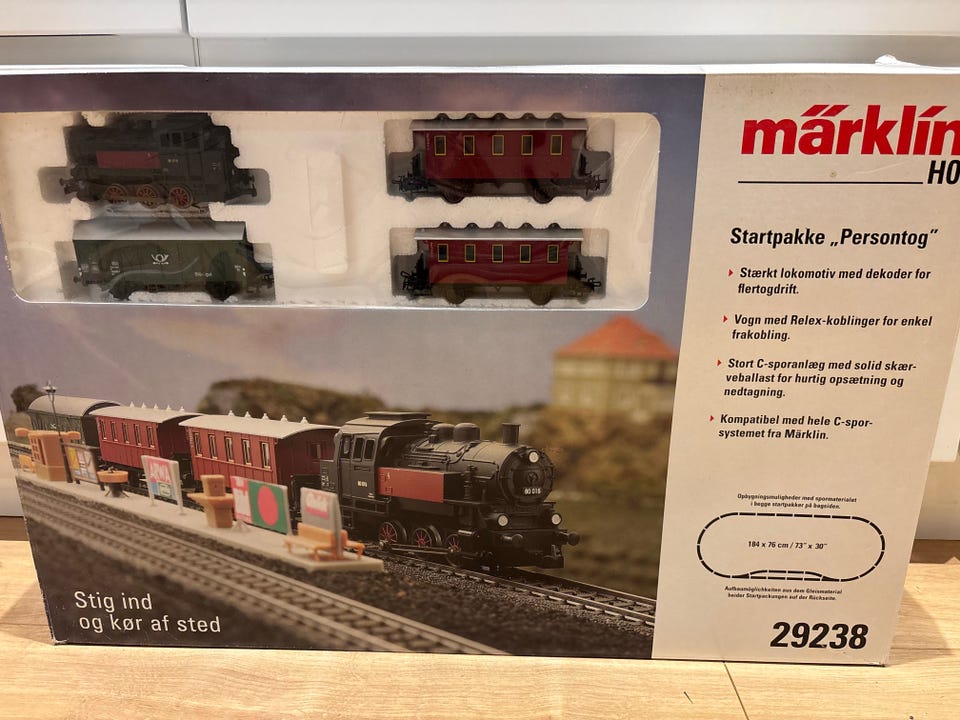 märklin
H0
Startpakke „Persontog”
Stærkt lokomotiv med dekoder for
flertogdrift.
Vogn med Relex-koblinger for enkel
frakobling.
Stort C-sporanlæg med solid skær-
veballast for hurtig opsætning og
nedtagning.
Kompatibel med hele C-spor-
systemet fra Märklin.
Opbygningsmuligheder med spormaterialet
i begge startpakker på bagsiden.
184 x 76 cm / 73" x 30"
Aufbaumöglichkeiten aus dem Gleismaterial
beider Startpackungen auf der Rückseite.
29238
80 016
Stig ind
og kør af sted